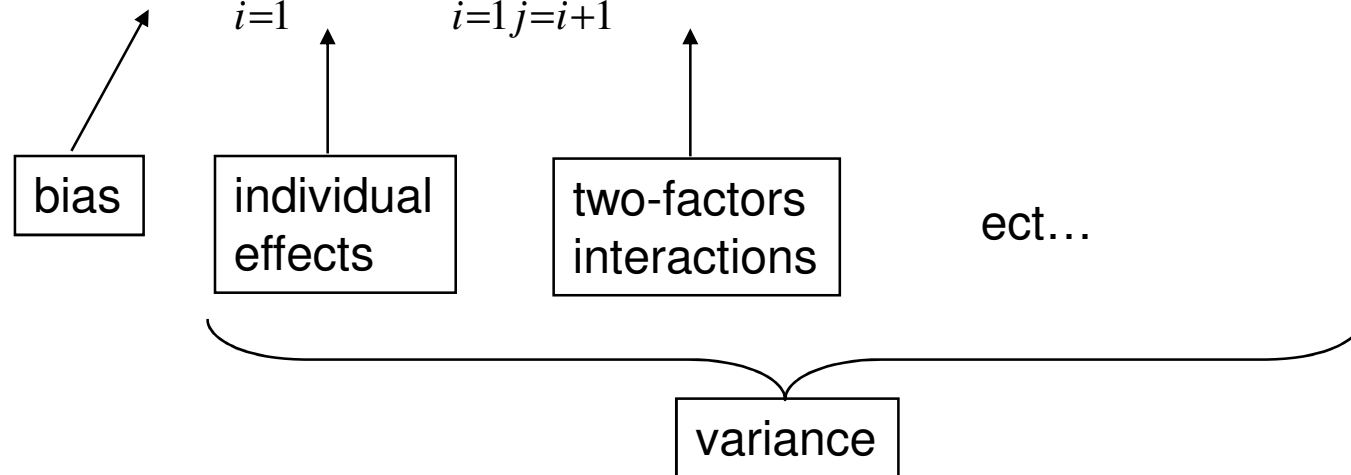 i=1 i=1 j=i+1
bias
individual
effects
two-factors
interactions
ect…
variance